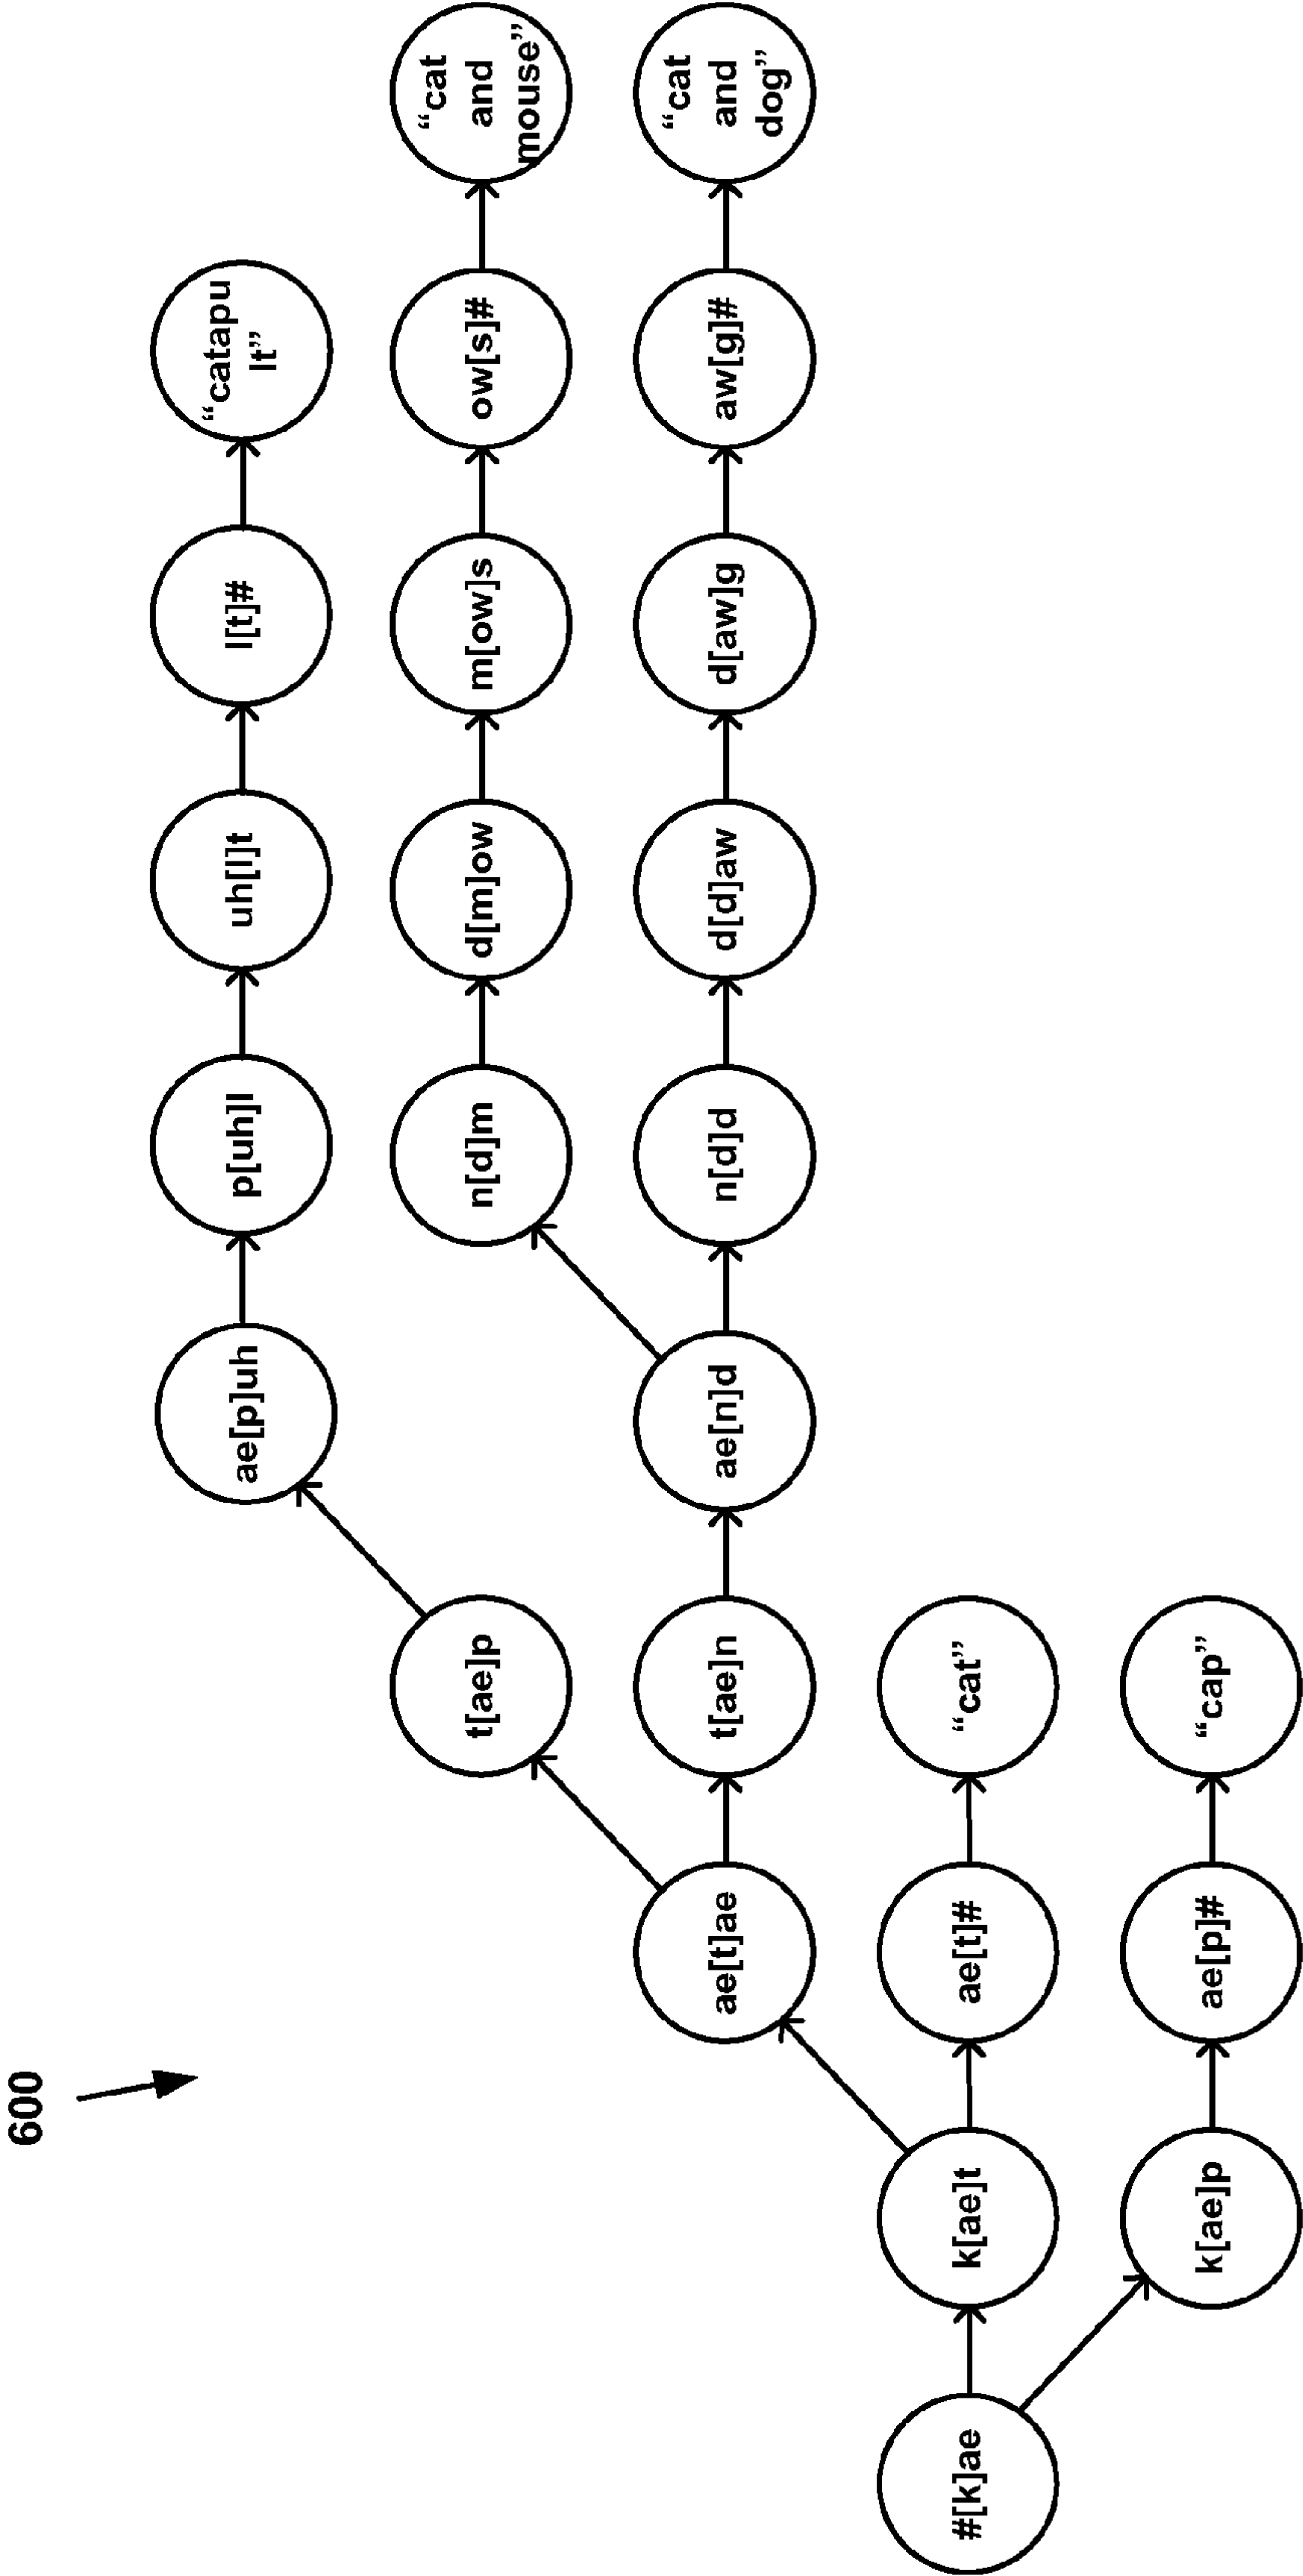 600
ae[p]uh
p[uh]l
uh[l]t
l[t]#
“catapu
lt”
t[ae]p
n[d]m
d[m]ow
m[ow]s
ow[s]#
“cat
and
mouse”
ae[t]ae
t[ae]n
ae[n]d
n[d]d
d[d]aw
d[aw]g
aw[g]#
“cat
and
dog”
#[k]ae
k[ae]t
ae[t]#
“cat”
k[ae]p
ae[p]#
“cap”